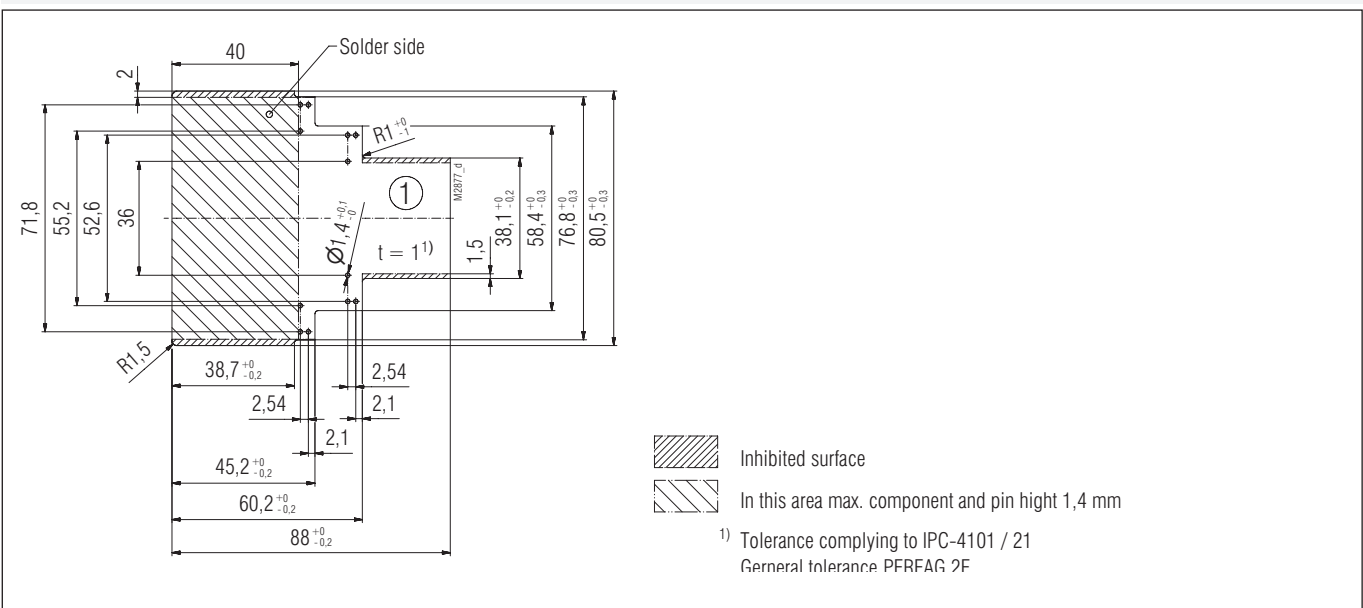 40
Solder side
2
71,8
55,2
52,6
36
R1 +0 -1
M2877_d
1
Ø1,4 +0,1 -0
t = 1 1)
1,5
38,1 +0 -0,2
58,4 +0 -0,3
76,8 +0 -0,3
80,5 +0 -0,3
R1,5
38,7 +0 -0,2
2,54
2,54
2,1
2,1
45,2 +0 -0,2
60,2 +0 -0,2
88 +0 -0,2
Inhibited surface
In this area max. component and pin hight 1,4 mm
1) Tolerance complying to IPC-4101 / 21
Gerneral tolerance PERFAG 2E